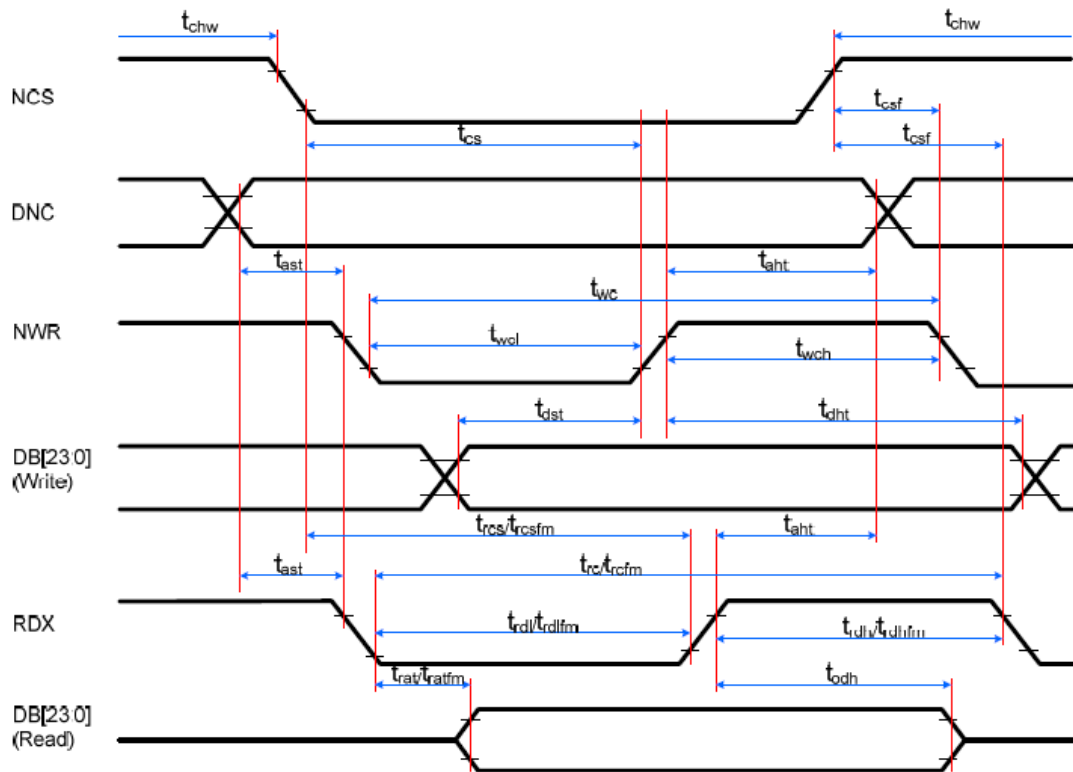 tchw tchw
NCS
tcsf
tcs tcsf
DNC
tast taht
twc
NWR
twcl twch
tdst tdht
DB[23:0]
(Write)
trcs/trcsfm taht
tast trc/trcfm
RDX
trdl/trdlfm trdh/trdhfm
trat/tratfm todh
DB[23:0]
(Read)